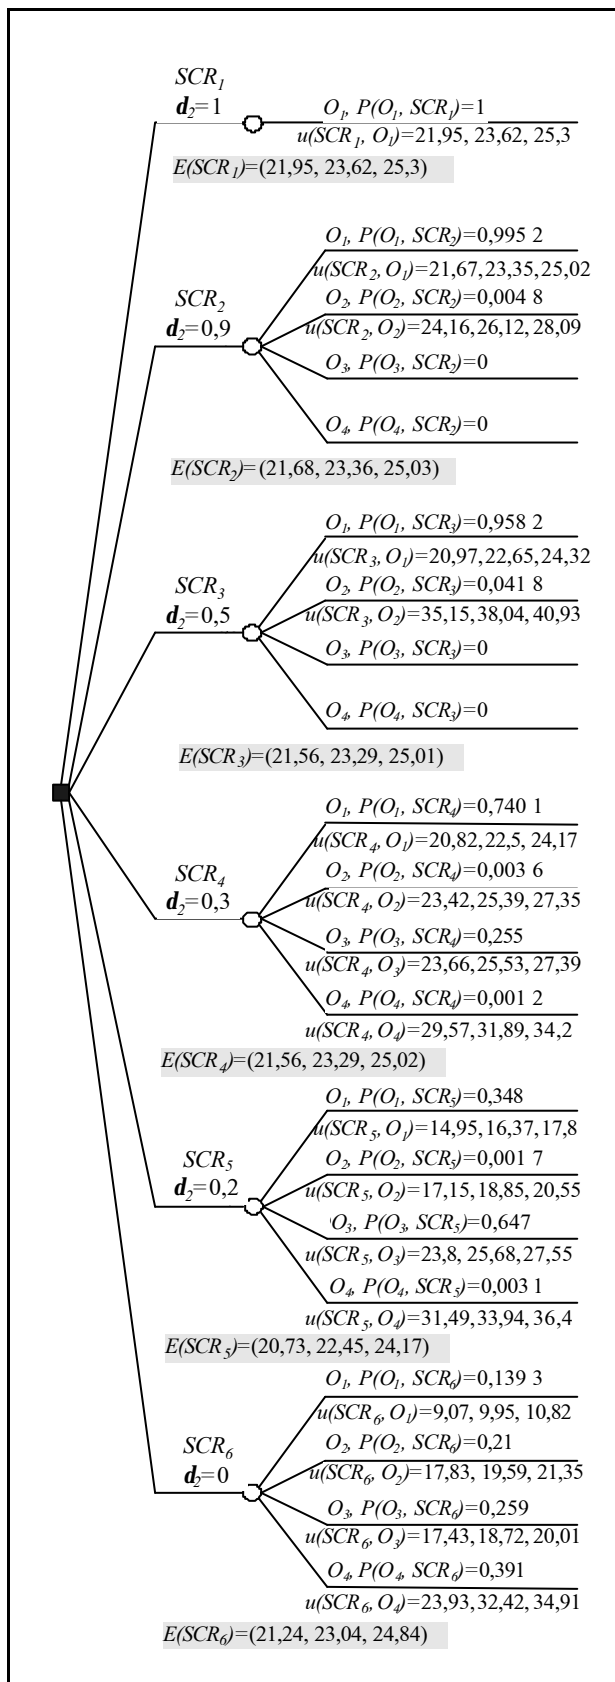 SCR₁
d₂=1
O₁, P(O₁, SCR₁)=1
u(SCR₁, O₁)=21,95, 23,62, 25,3
E(SCR₁)=(21,95, 23,62, 25,3)
O₁, P(O₁, SCR₂)=0,995 2
u(SCR₂, O₁)=21,67,23,35,25,02
SCR₂
d₂=0,9
O₂, P(O₂, SCR₂)=0,004 8
u(SCR₂, O₂)=24,16,26,12, 28,09
O₃, P(O₃, SCR₂)=0
O₄, P(O₄, SCR₂)=0
E(SCR₂)=(21,68, 23,36, 25,03)
O₁, P(O₁, SCR₃)=0,958 2
u(SCR₃, O₁)=20,97,22,65, 24,32
SCR₃
d₂=0,5
O₂, P(O₂, SCR₃)=0,041 8
u(SCR₃, O₂)=35,15, 38,04, 40,93
O₃, P(O₃, SCR₃)=0
O₄, P(O₄, SCR₃)=0
E(SCR₃)=(21,56, 23,29, 25,01)
O₁, P(O₁, SCR₄)=0,740 1
u(SCR₄, O₁)=20,82,22,5, 24,17
SCR₄
d₂=0,3
O₂, P(O₂, SCR₄)=0,003 6
u(SCR₄, O₂)=23,42,25,39, 27,35
O₃, P(O₃, SCR₄)=0,255
u(SCR₄, O₃)=23,66, 25,53, 27,39
O₄, P(O₄, SCR₄)=0,001 2
u(SCR₄, O₄)=29,57,31,89, 34,2
E(SCR₄)=(21,56, 23,29, 25,02)
O₁, P(O₁, SCR₅)=0,348
u(SCR₅, O₁)=14,95,16,37, 17,8
SCR₅
d₂=0,2
O₂, P(O₂, SCR₅)=0,001 7
u(SCR₅, O₂)=17,15, 18,85, 20,55
O₃, P(O₃, SCR₅)=0,647
u(SCR₅, O₃)=23,8, 25,68, 27,55
O₄, P(O₄, SCR₅)=0,003 1
u(SCR₅, O₄)=31,49,33,94, 36,4
E(SCR₅)=(20,73, 22,45, 24,17)
O₁, P(O₁, SCR₆)=0,139 3
u(SCR₆, O₁)=9,07, 9,95, 10,82
SCR₆
d₂=0
O₂, P(O₂, SCR₆)=0,21
u(SCR₆, O₂)=17,83, 19,59, 21,35
O₃, P(O₃, SCR₆)=0,259
u(SCR₆, O₃)=17,43, 18,72, 20,01
O₄, P(O₄, SCR₆)=0,391
u(SCR₆, O₄)=23,93, 32,42, 34,91
E(SCR₆)=(21,24, 23,04, 24,84)